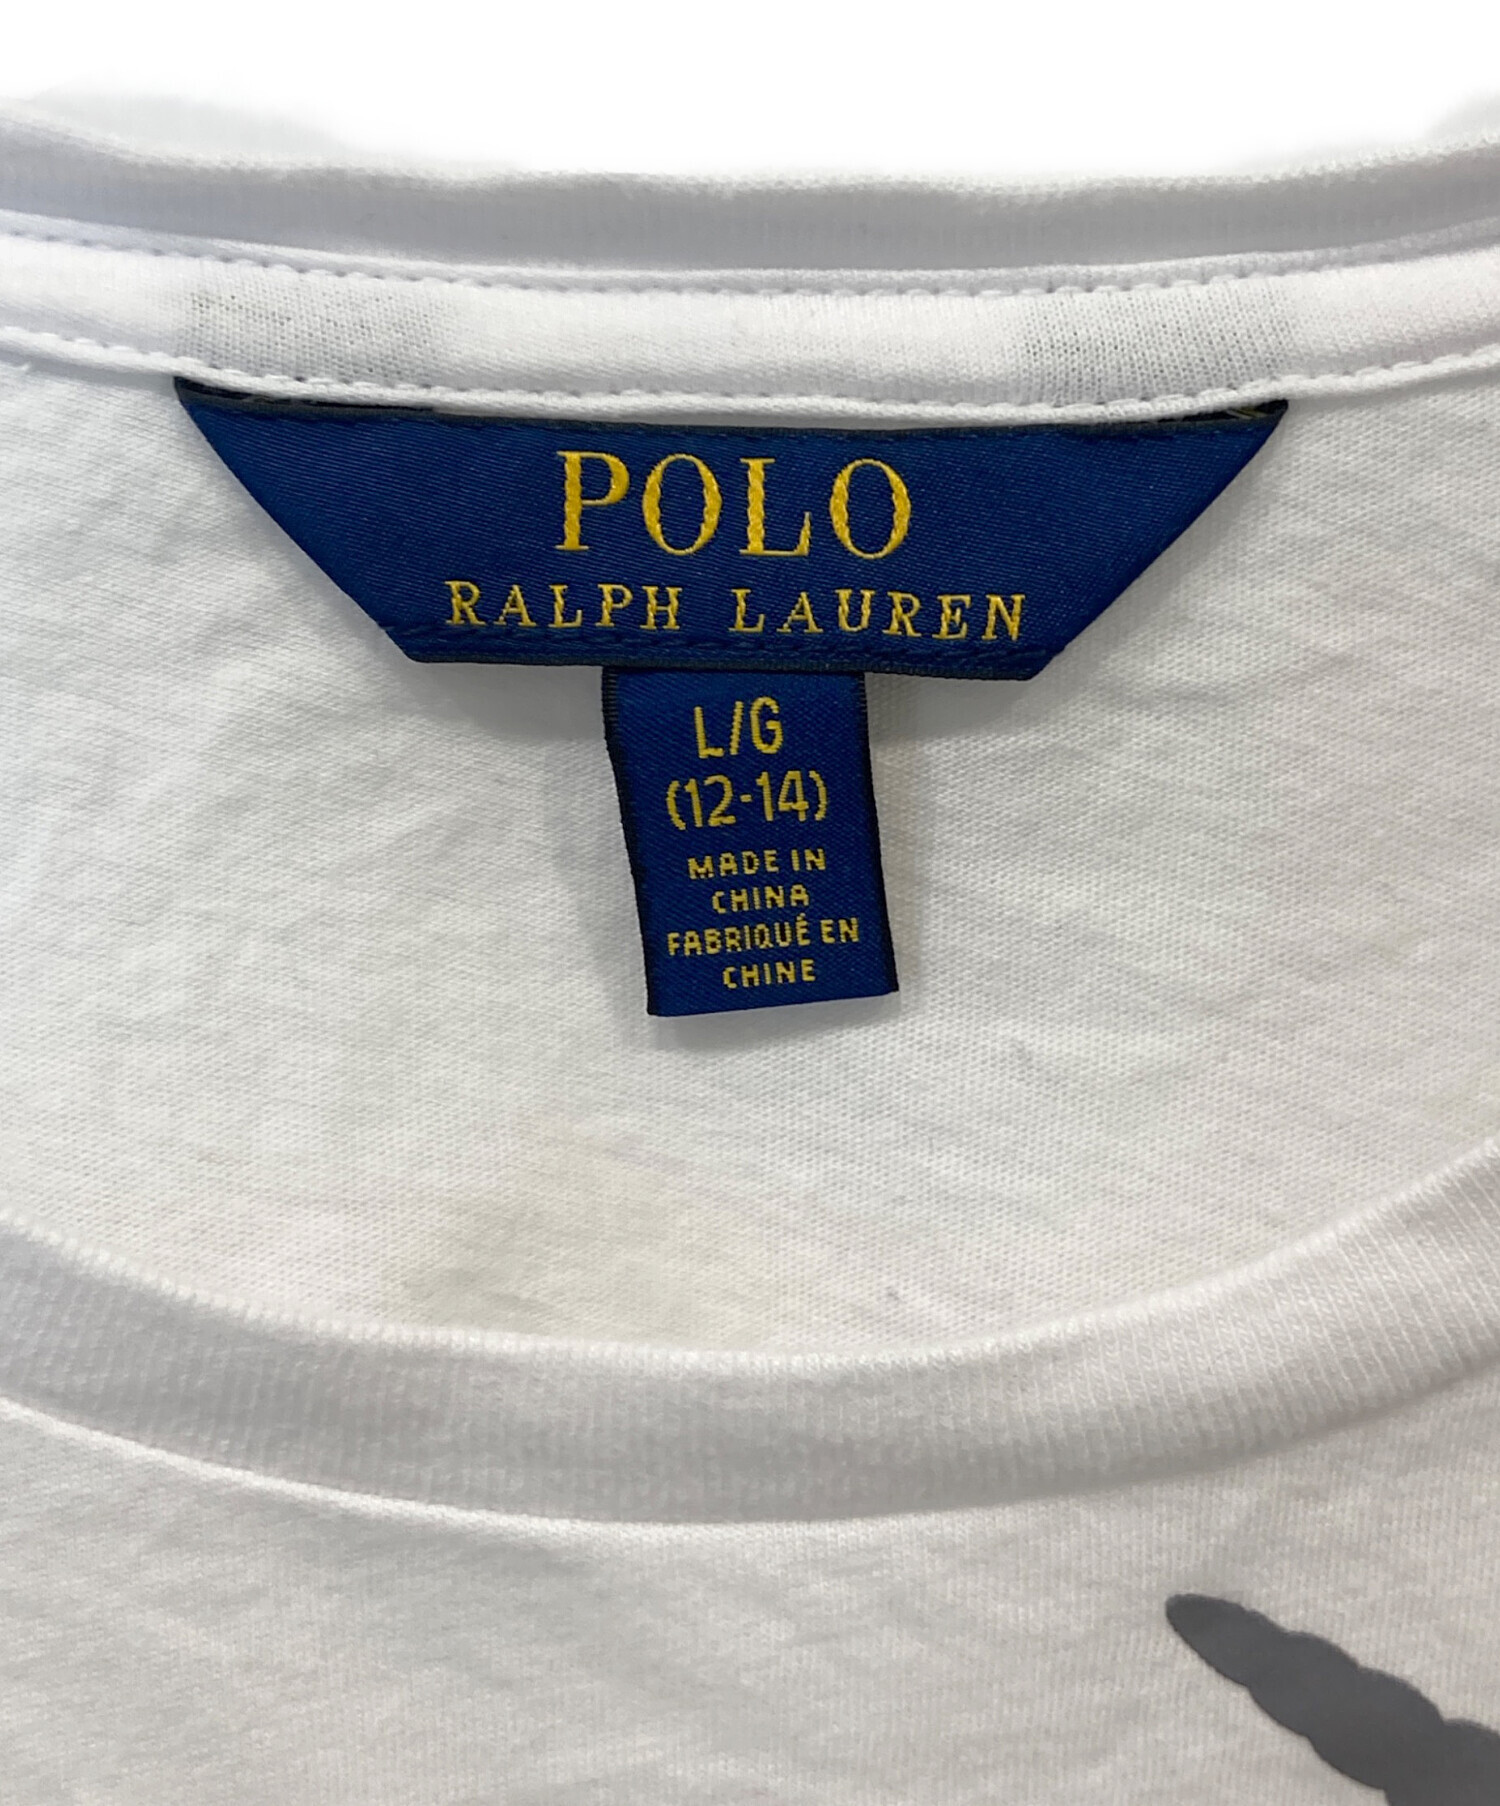 POLO
RALPH LAUREN
L/G
(12-14)
MADE IN
CHINA
FABRIQUÉ EN
CHINE